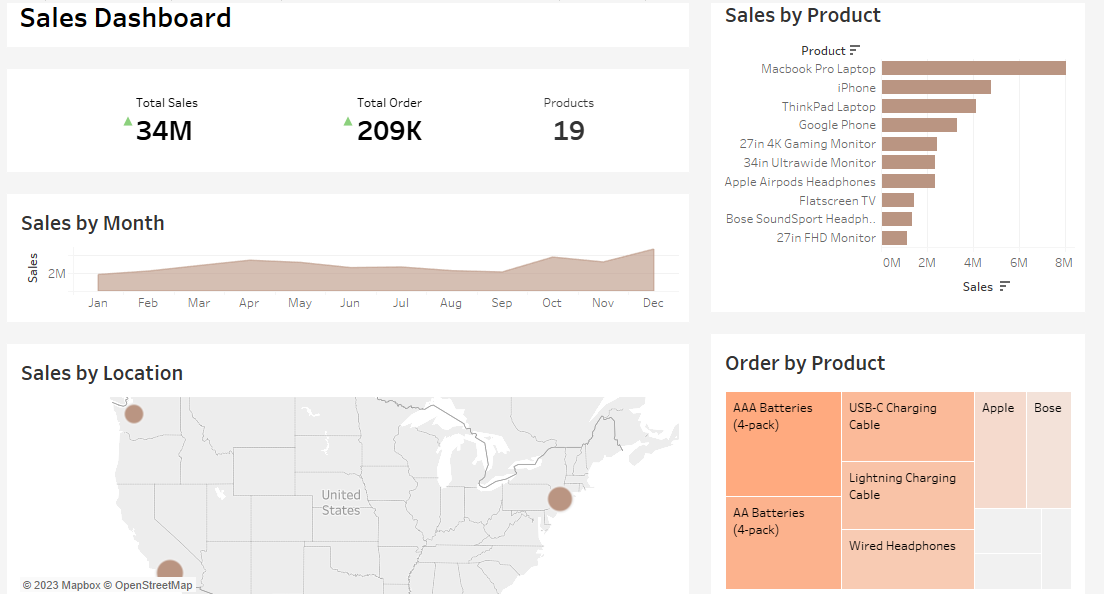 Sales Dashboard
Total Sales
34M
Total Order
209K
Products
19
Sales by Month
Sales
2M
Jan Feb Mar Apr May Jun Jul Aug Sep Oct Nov Dec
Sales by Location
United
States
© 2023 Mapbox © OpenStreetMap
Sales by Product
Product
Macbook Pro Laptop
iPhone
ThinkPad Laptop
Google Phone
27in 4K Gaming Monitor
34in Ultrawide Monitor
Apple Airpods Headphones
Flatscreen TV
Bose SoundSport Headph..
27in FHD Monitor
0M 2M 4M 6M 8M
Sales
Order by Product
AAA Batteries
(4-pack)
AA Batteries
(4-pack)
USB-C Charging
Cable
Lightning Charging
Cable
Wired Headphones
Apple
Bose